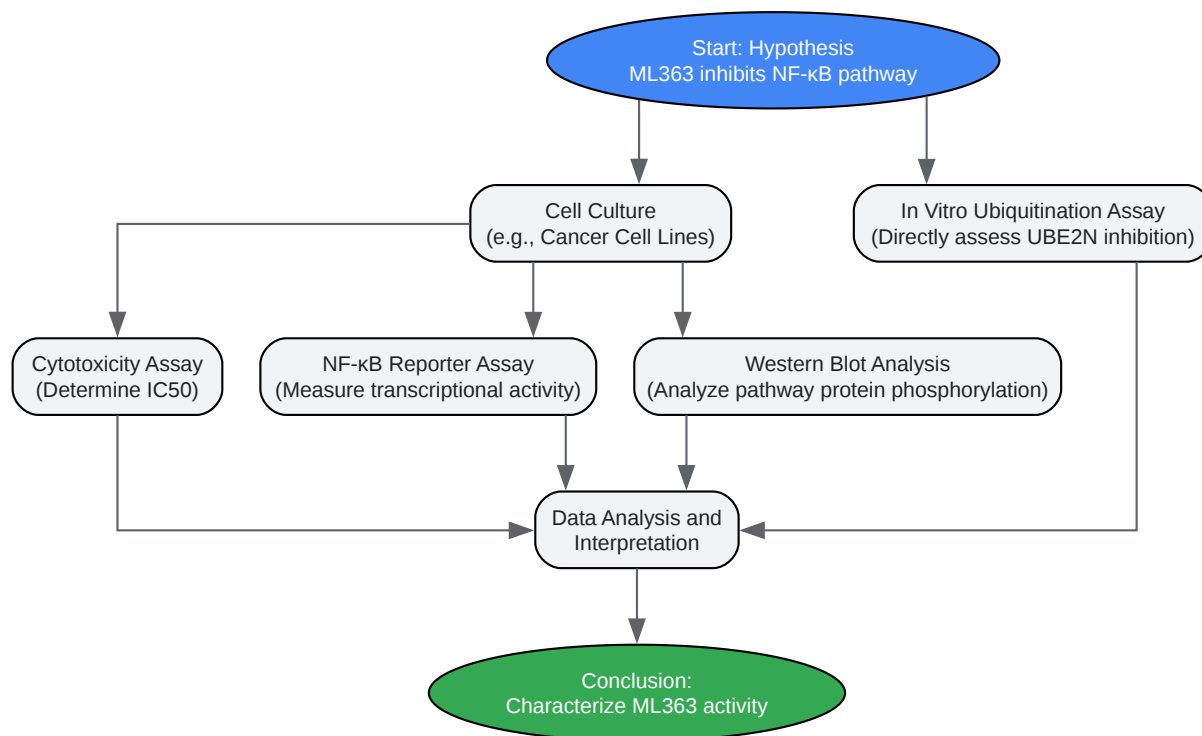 Start: Hypothesis
ML363 inhibits NF-κB pathway
Cell Culture
(e.g., Cancer Cell Lines)
In Vitro Ubiquitination Assay
(Directly assess UBE2N inhibition)
Cytotoxicity Assay
(Determine IC50)
NF-κB Reporter Assay
(Measure transcriptional activity)
Western Blot Analysis
(Analyze pathway protein phosphorylation)
Data Analysis and
Interpretation
Conclusion:
Characterize ML363 activity